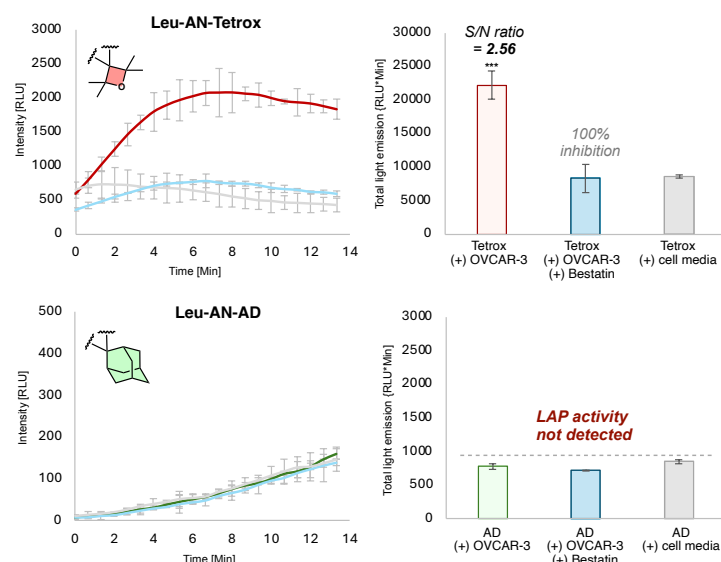 Leu-AN-Tetrox
3000
2500
2000
1500
1000
500
0
Intensity [RLU]
O
0 2 4 6 8 10 12 14
Time [Min]
S/N ratio
= 2.56
***
100%
inhibition
30000
25000
20000
15000
10000
5000
0
Total light emission {RLU*Min]
Tetrox
(+) OVCAR-3
Tetrox
(+) OVCAR-3
(+) Bestatin
Tetrox
(+) cell media
Leu-AN-AD
500
400
300
200
100
0
Intensity [RLU]
0 2 4 6 8 10 12 14
Time [Min]
3000
2500
2000
1500
1000
500
0
Total light emission {RLU*Min]
LAP activity
not detected
AD
(+) OVCAR-3
AD
(+) OVCAR-3
(+) Bestatin
AD
(+) cell media